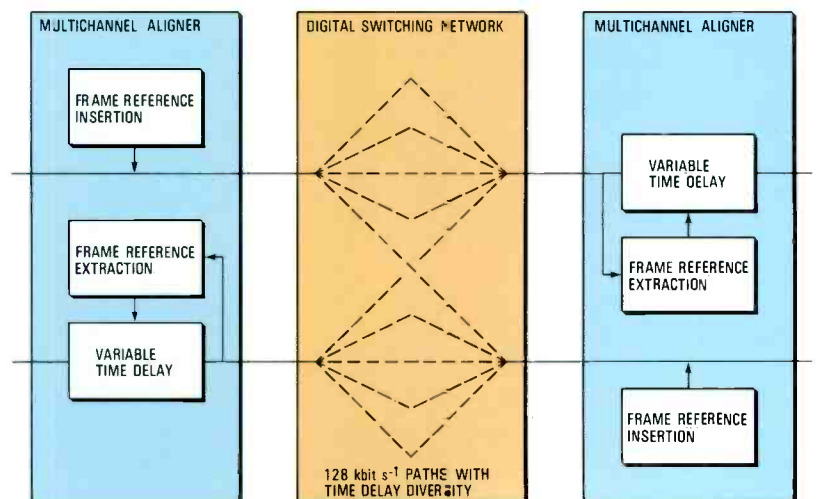 MULTICHANNEL ALIGNER
FRAME REFERENCE
INSERTION
FRAME REFERENCE
EXTRACTION
VARIABLE
TIME DELAY
DIGITAL SWITCHING NETWORK
128 kbit s⁻¹ PATHS WITH
TIME DELAY DIVERSITY
MULTICHANNEL ALIGNER
VARIABLE
TIME DELAY
FRAME REFERENCE
EXTRACTION
FRAME REFERENCE
INSERTION